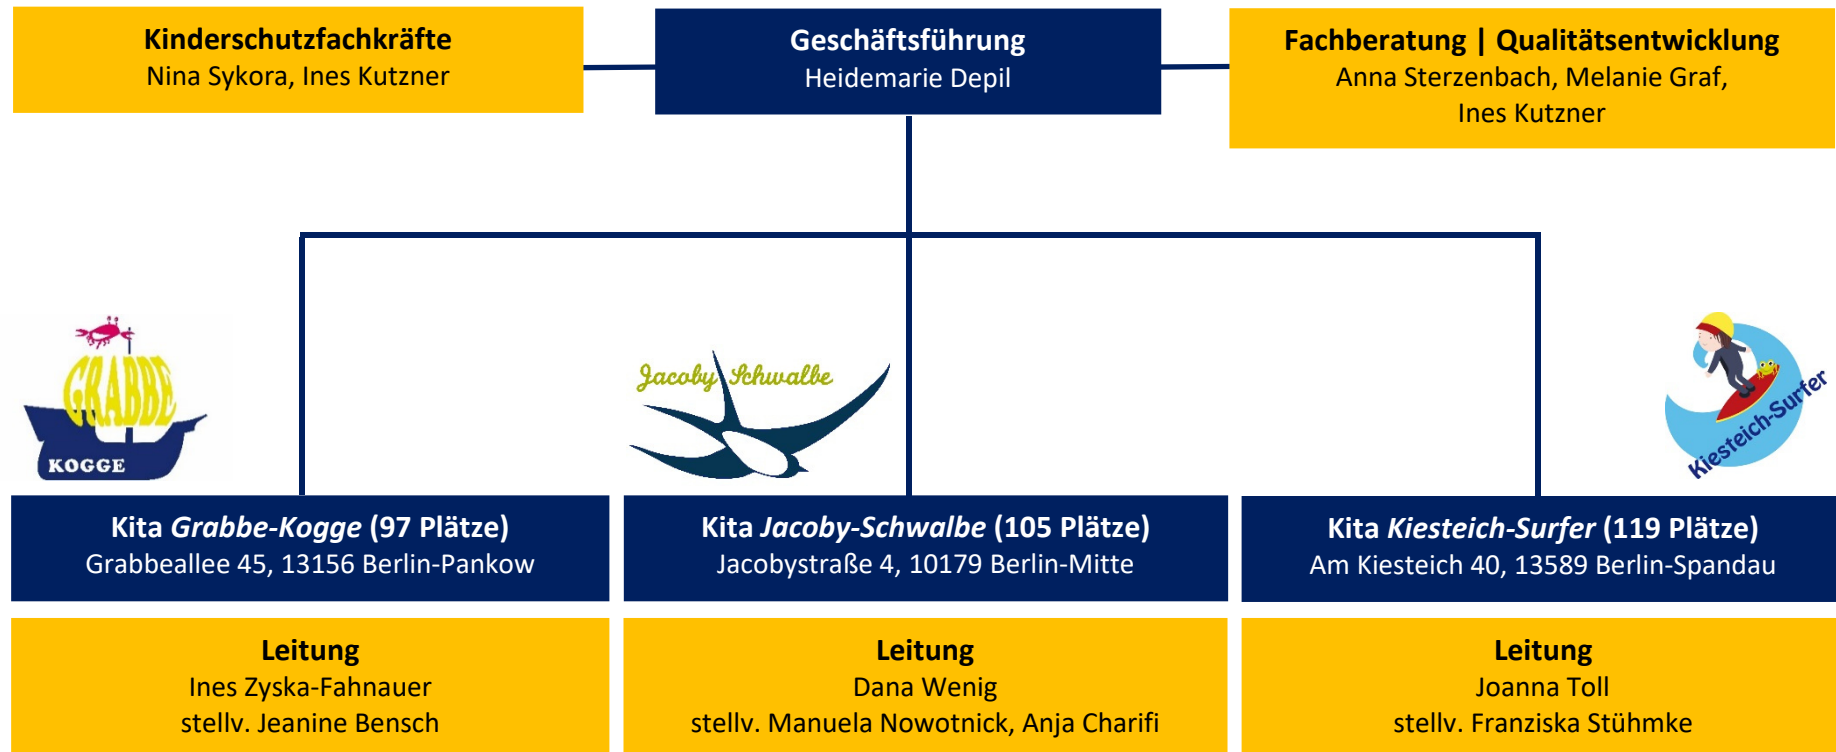 Kinderschutzfachkräfte
Nina Sykora, Ines Kutzner
Geschäftsführung
Heidemarie Depil
Fachberatung | Qualitätsentwicklung
Anna Sterzenbach, Melanie Graf,
Ines Kutzner
GRABBE
KOGGE
Jacoby Schwalbe
Kiesteich-Surfer
Kita Grabbe-Kogge (97 Plätze)
Grabbeallee 45, 13156 Berlin-Pankow
Kita Jacoby-Schwalbe (105 Plätze)
Jacobystraße 4, 10179 Berlin-Mitte
Kita Kiesteich-Surfer (119 Plätze)
Am Kiesteich 40, 13589 Berlin-Spandau
Leitung
Ines Zyska-Fahnauer
stellv. Jeanine Bensch
Leitung
Dana Wenig
stellv. Manuela Nowotnick, Anja Charifi
Leitung
Joanna Toll
stellv. Franziska Stühmke